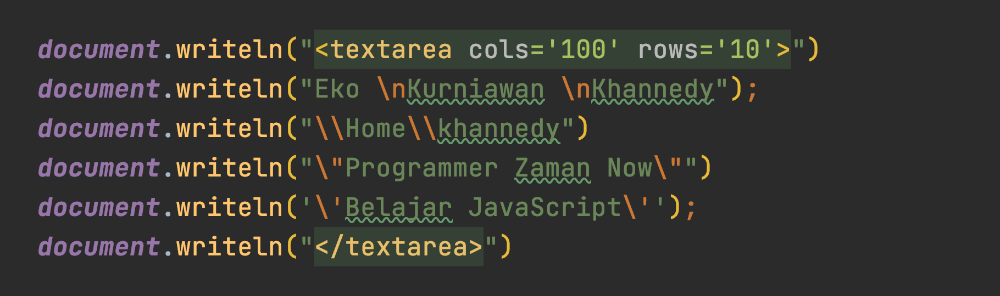 document.writeln("<textarea cols='100' rows='10'>")
document.writeln("Eko \nKurniawan \nKhannedy");
document.writeln("\\Home\\khannedy")
document.writeln("\"Programmer Zaman Now\"")
document.writeln('\'Belajar JavaScript\'');
document.writeln("</textarea>")